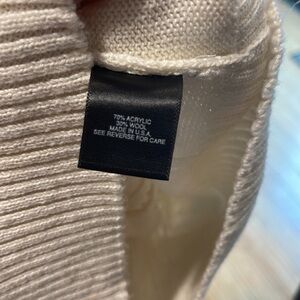 70% ACRYLIC
30% WOOL
MADE IN U.S.A.
SEE REVERSE FOR CARE